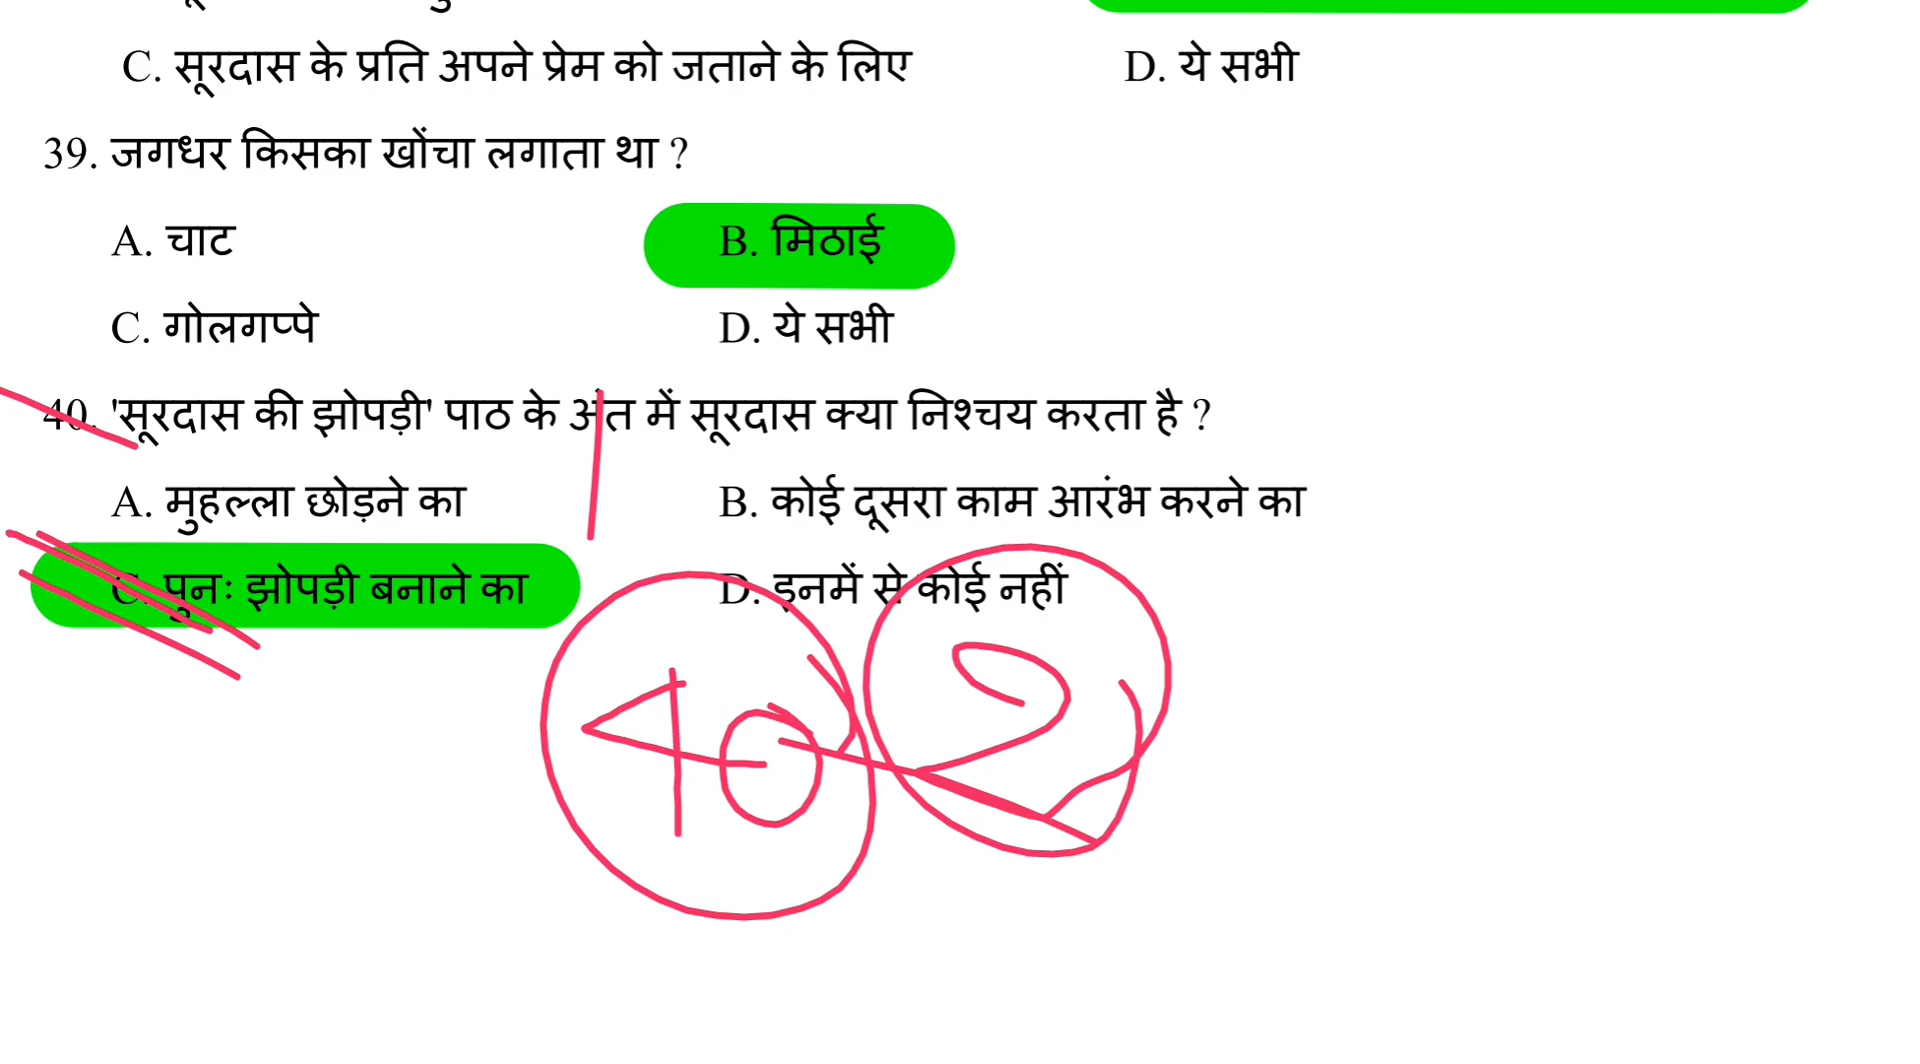 C. सूरदास के प्रति अपने प्रेम को जताने के लिए D. ये सभी
39. जगधर किसका खोंचा लगाता था ?
A. चाट B. मिठाई
C. गोलगप्पे D. ये सभी
40. 'सूरदास की झोपड़ी' पाठ के अंत में सूरदास क्या निश्चय करता है ?
A. मुहल्ला छोड़ने का B. कोई दूसरा काम आरंभ करने का
C. पुनः झोपड़ी बनाने का D. इनमें से कोई नहीं
40 2